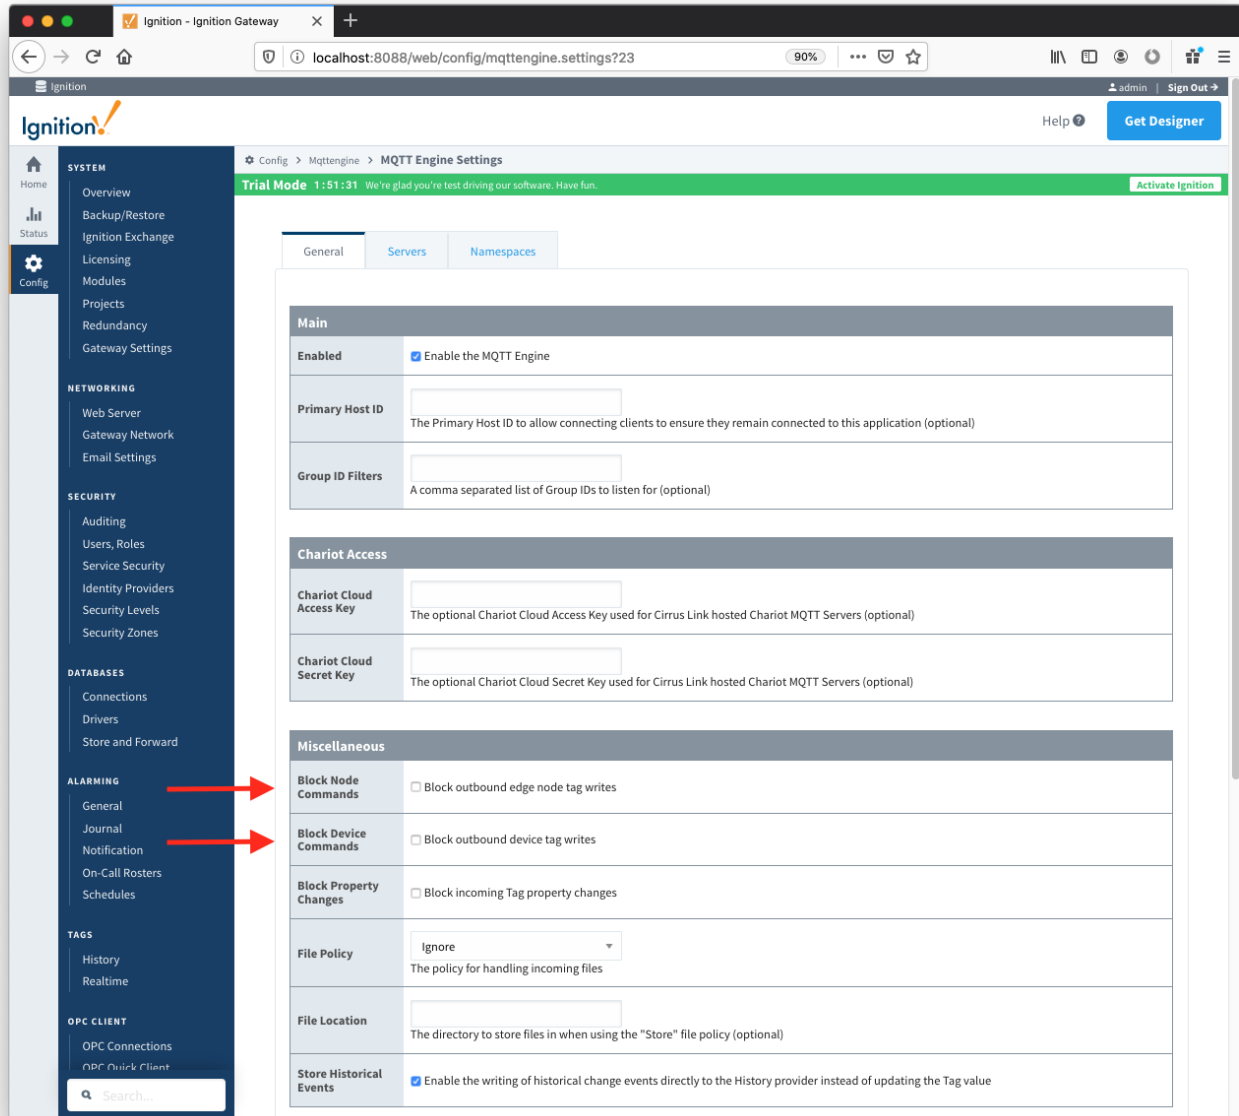 Ignition - Ignition Gateway
localhost:8088/web/config/mqttengine.settings?23
90%
Ignition
admin | Sign Out
Ignition!
Help
Get Designer
Home
Status
Config
SYSTEM
Overview
Backup/Restore
Ignition Exchange
Licensing
Modules
Projects
Redundancy
Gateway Settings
NETWORKING
Web Server
Gateway Network
Email Settings
SECURITY
Auditing
Users, Roles
Service Security
Identity Providers
Security Levels
Security Zones
DATABASES
Connections
Drivers
Store and Forward
ALARMING
General
Journal
Notification
On-Call Rosters
Schedules
TAGS
History
Realtime
OPC CLIENT
OPC Connections
OPC Quick Client
Search...
Config > Mqttengine > MQTT Engine Settings
Trial Mode 1:51:31 We're glad you're test driving our software. Have fun.
Activate Ignition
General
Servers
Namespaces
Main
Enabled
Enable the MQTT Engine
Primary Host ID
The Primary Host ID to allow connecting clients to ensure they remain connected to this application (optional)
Group ID Filters
A comma separated list of Group IDs to listen for (optional)
Chariot Access
Chariot Cloud
Access Key
The optional Chariot Cloud Access Key used for Cirrus Link hosted Chariot MQTT Servers (optional)
Chariot Cloud
Secret Key
The optional Chariot Cloud Secret Key used for Cirrus Link hosted Chariot MQTT Servers (optional)
Miscellaneous
Block Node
Commands
Block outbound edge node tag writes
Block Device
Commands
Block outbound device tag writes
Block Property
Changes
Block incoming Tag property changes
File Policy
Ignore
The policy for handling incoming files
File Location
The directory to store files in when using the "Store" file policy (optional)
Store Historical
Events
Enable the writing of historical change events directly to the History provider instead of updating the Tag value